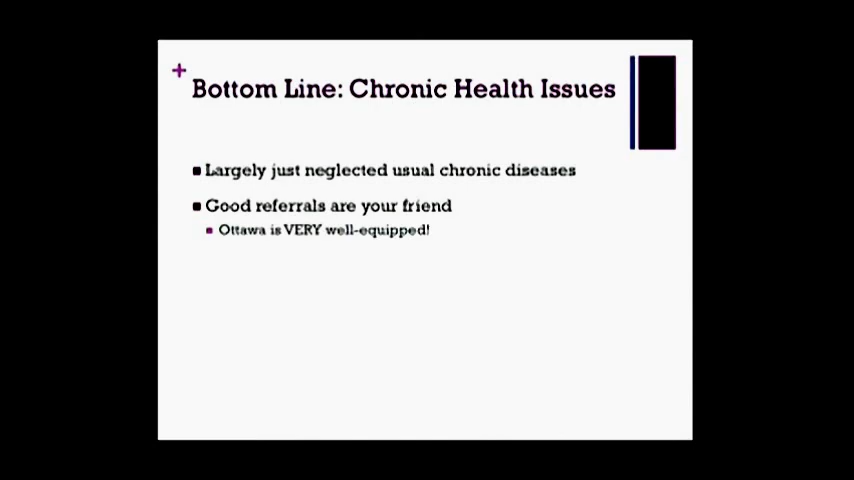 +
Bottom Line: Chronic Health Issues
Largely just neglected usual chronic diseases
Good referrals are your friend
Ottawa is VERY well-equipped!